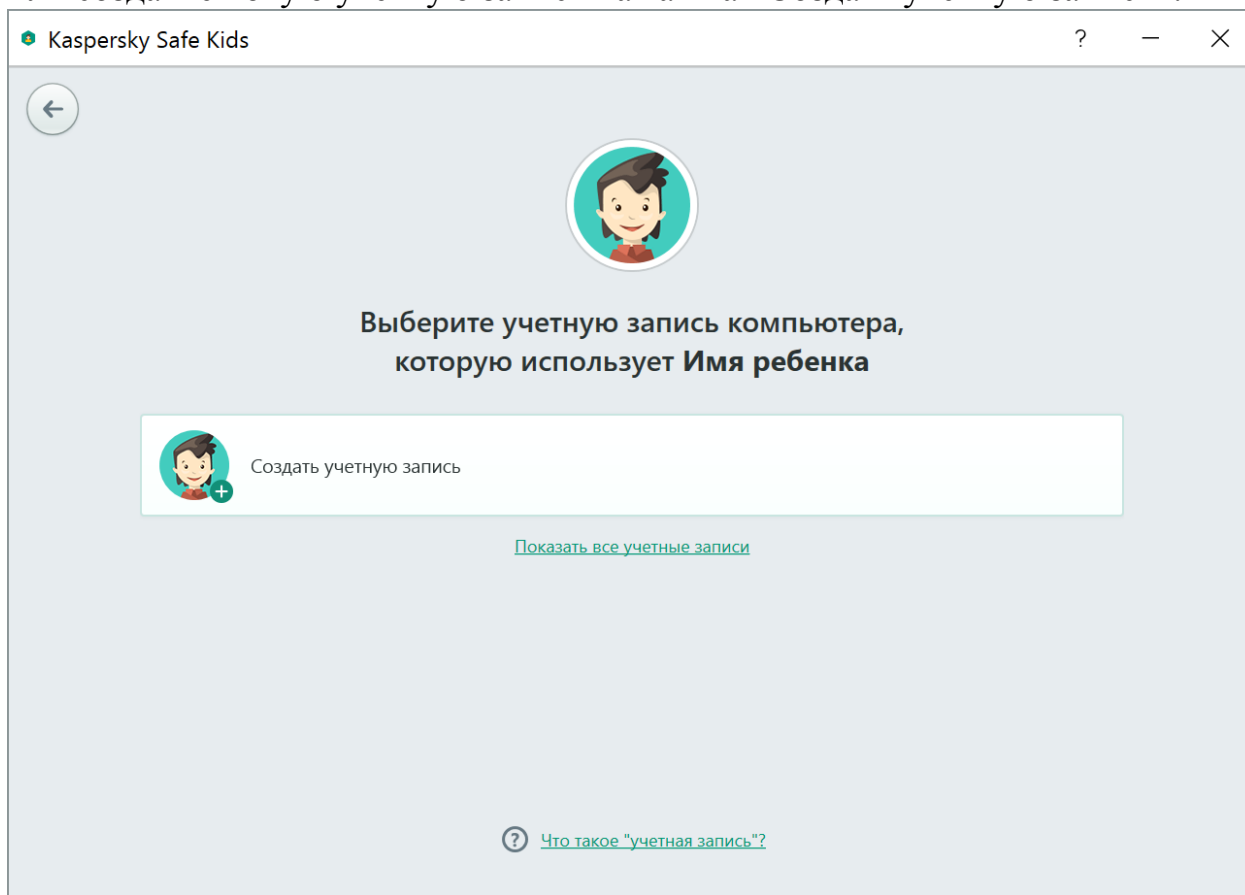 Kaspersky Safe Kids ?
Выберите учетную запись компьютера,
которую использует Имя ребенка
Создать учетную запись
Показать все учетные записи
? Что такое "учетная запись"?